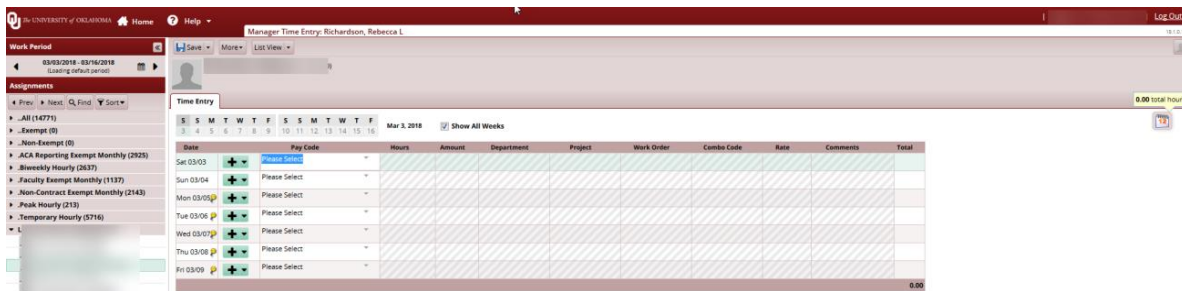 The UNIVERSITY of OKLAHOMA Home Help Log Out
Manager Time Entry: Richardson, Rebecca L
Work Period
Save More List View
03/03/2018 - 03/16/2018
(Loading default period)
Assignments
Prev Next Find Sort
Time Entry
0.00 total hour
..All (14771)
..Exempt (0)
..Non-Exempt (0)
.ACA Reporting Exempt Monthly (2925)
.Biweekly Hourly (2637)
.Faculty Exempt Monthly (1137)
.Non-Contract Exempt Monthly (2143)
.Peak Hourly (213)
.Temporary Hourly (5716)
L
S S M T W T F S S M T W T F
3 4 5 6 7 8 9 10 11 12 13 14 15 16
Mar 3, 2018 Show All Weeks
Date Pay Code Hours Amount Department Project Work Order Combo Code Rate Comments Total
Sat 03/03 Please Select
Sun 03/04 Please Select
Mon 03/05 Please Select
Tue 03/06 Please Select
Wed 03/07 Please Select
Thu 03/08 Please Select
Fri 03/09 Please Select
0.00
12